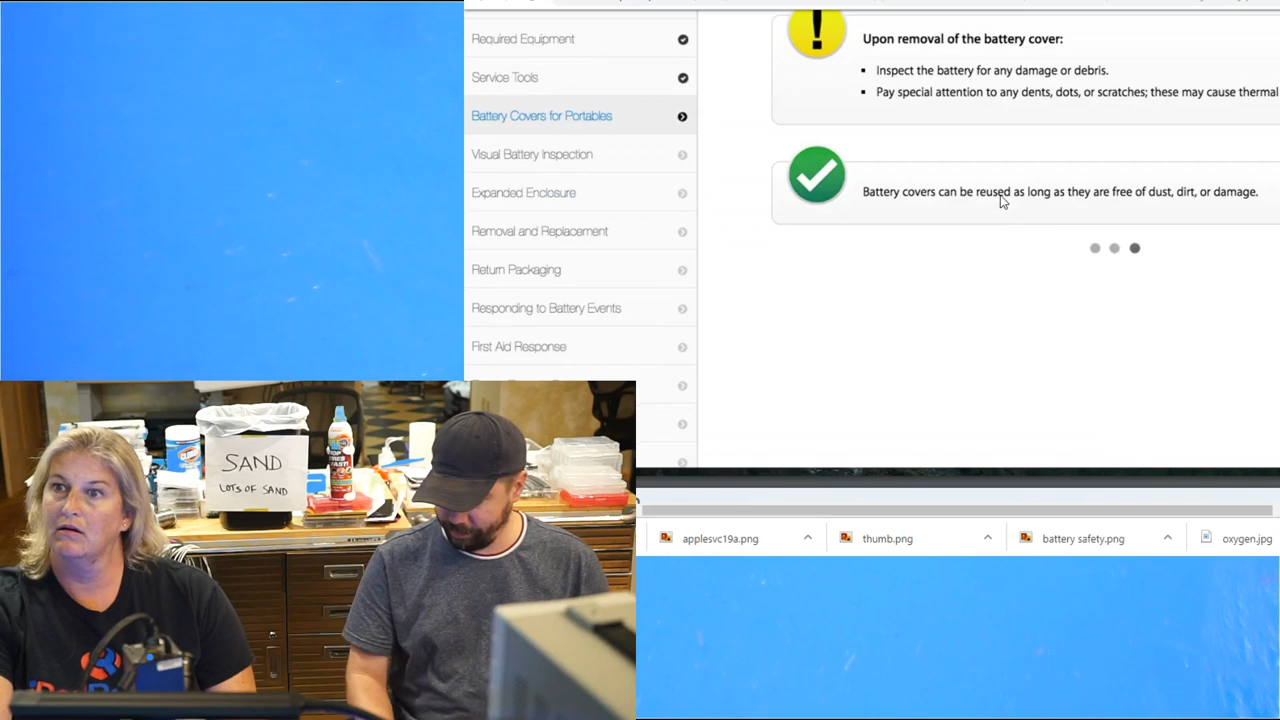 Required Equipment
Service Tools
Battery Covers for Portables
Visual Battery Inspection
Expanded Enclosure
Removal and Replacement
Return Packaging
Responding to Battery Events
First Aid Response
Upon removal of the battery cover:
Inspect the battery for any damage or debris.
Pay special attention to any dents, dots, or scratches; these may cause thermal
Battery covers can be reused as long as they are free of dust, dirt, or damage.
SAND
LOTS OF SAND
CLOROX
STOP
FIRES
FAST!
applesvc19a.png
thumb.png
battery safety.png
oxygen.jpg